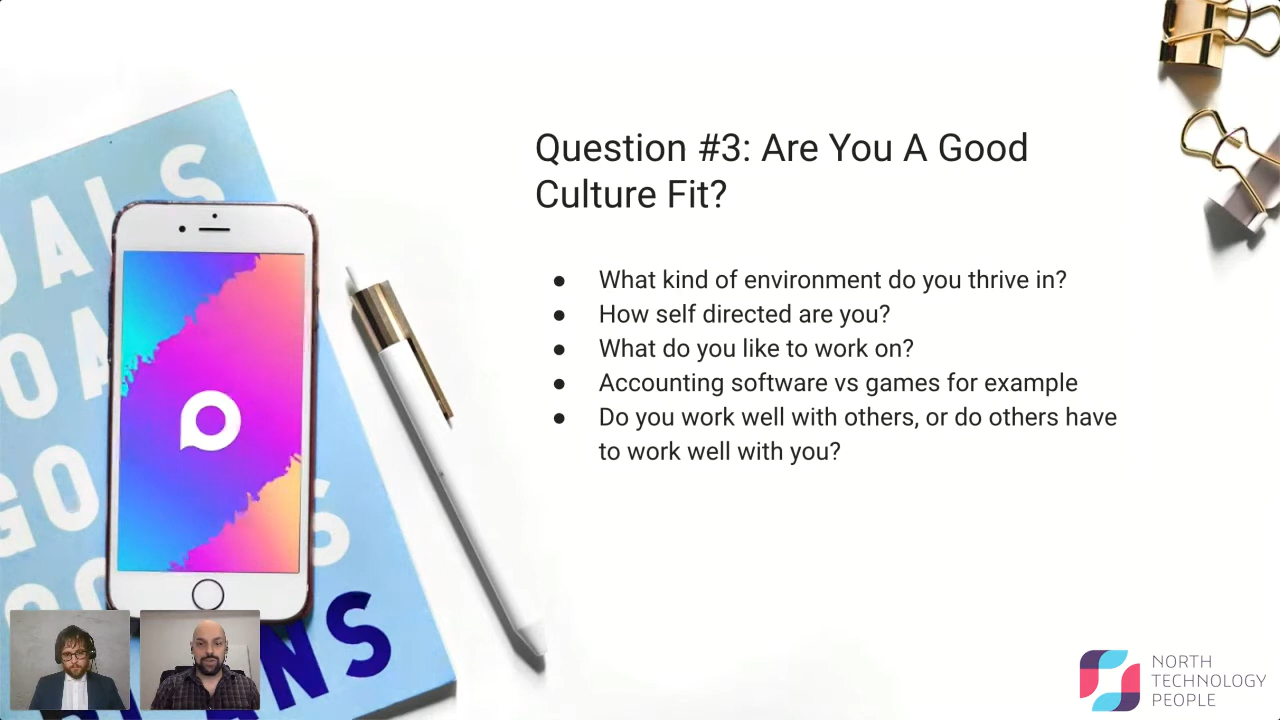 Question #3: Are You A Good
Culture Fit?
What kind of environment do you thrive in?
How self directed are you?
What do you like to work on?
Accounting software vs games for example
Do you work well with others, or do others have
to work well with you?
NORTH
TECHNOLOGY
PEOPLE